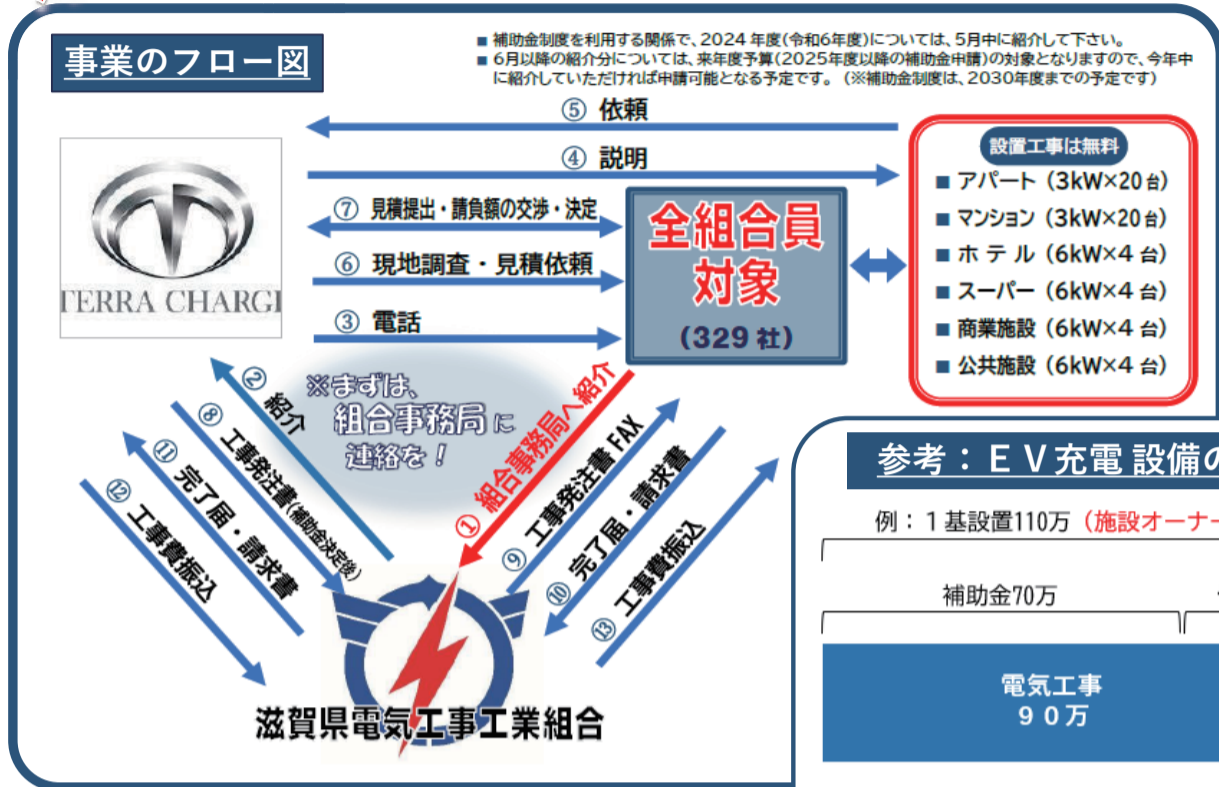 事業のフロー図
■ 補助金制度を利用する関係で、2024年度(令和6年度)については、5月中に紹介して下さい。
■ 6月以降の紹介分については、来年度予算(2025年度以降の補助金申請)の対象となりますので、今年中
に紹介していただければ申請可能となる予定です。 (※補助金制度は、2030年度までの予定です)
⑤ 依頼
④ 説明
⑦ 見積提出・請負額の交渉・決定
⑥ 現地調査・見積依頼
③ 電話
TERRA CHARGE
全組合員
対象
(329 社)
設置工事は無料
■ アパート (3kW×20台)
■ マンション (3kW×20台)
■ ホ テ ル (6kW×4 台)
■ スーパー (6kW×4 台)
■ 商業施設 (6kW×4 台)
■ 公共施設 (6kW×4 台)
※まずは、
組合事務局に
連絡を!
② 紹介
⑧ 工事発注書(補助金決定後)
⑪ 完了届・請求書
⑫ 工事費振込
① 組合事務局へ紹介
⑨ 工事発注書 FAX
⑩ 完了届・請求書
⑬ 工事費振込
滋賀県電気工事工業組合
参考:EV充電 設備の
例:1基設置110万(施設オーナー
補助金70万
電気工事
90万